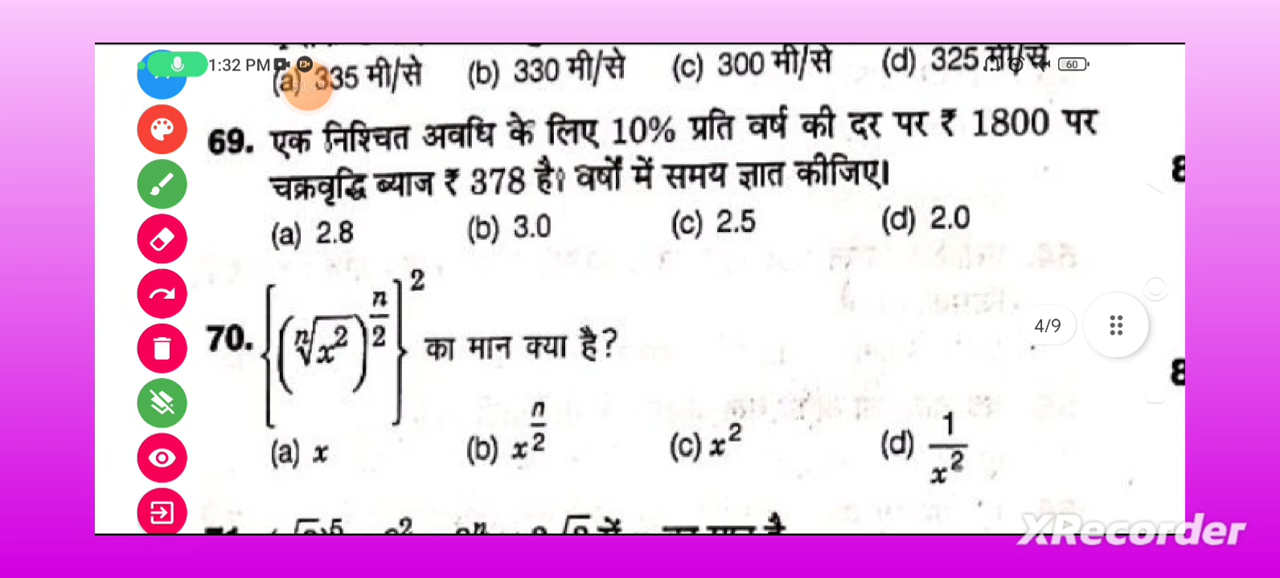 1:32 PM
60
(a) 335 मी/से (b) 330 मी/से (c) 300 मी/से (d) 325 मी/से
69. एक निश्चित अवधि के लिए 10% प्रति वर्ष की दर पर ₹ 1800 पर
चक्रवृद्धि ब्याज ₹ 378 है। वर्षों में समय ज्ञात कीजिए।
(a) 2.8 (b) 3.0 (c) 2.5 (d) 2.0
70. [{(ⁿ√x²)^(n/2)}]² का मान क्या है?
4/9
(a) x (b) x^(n/2) (c) x² (d) 1/x²
XRecorder